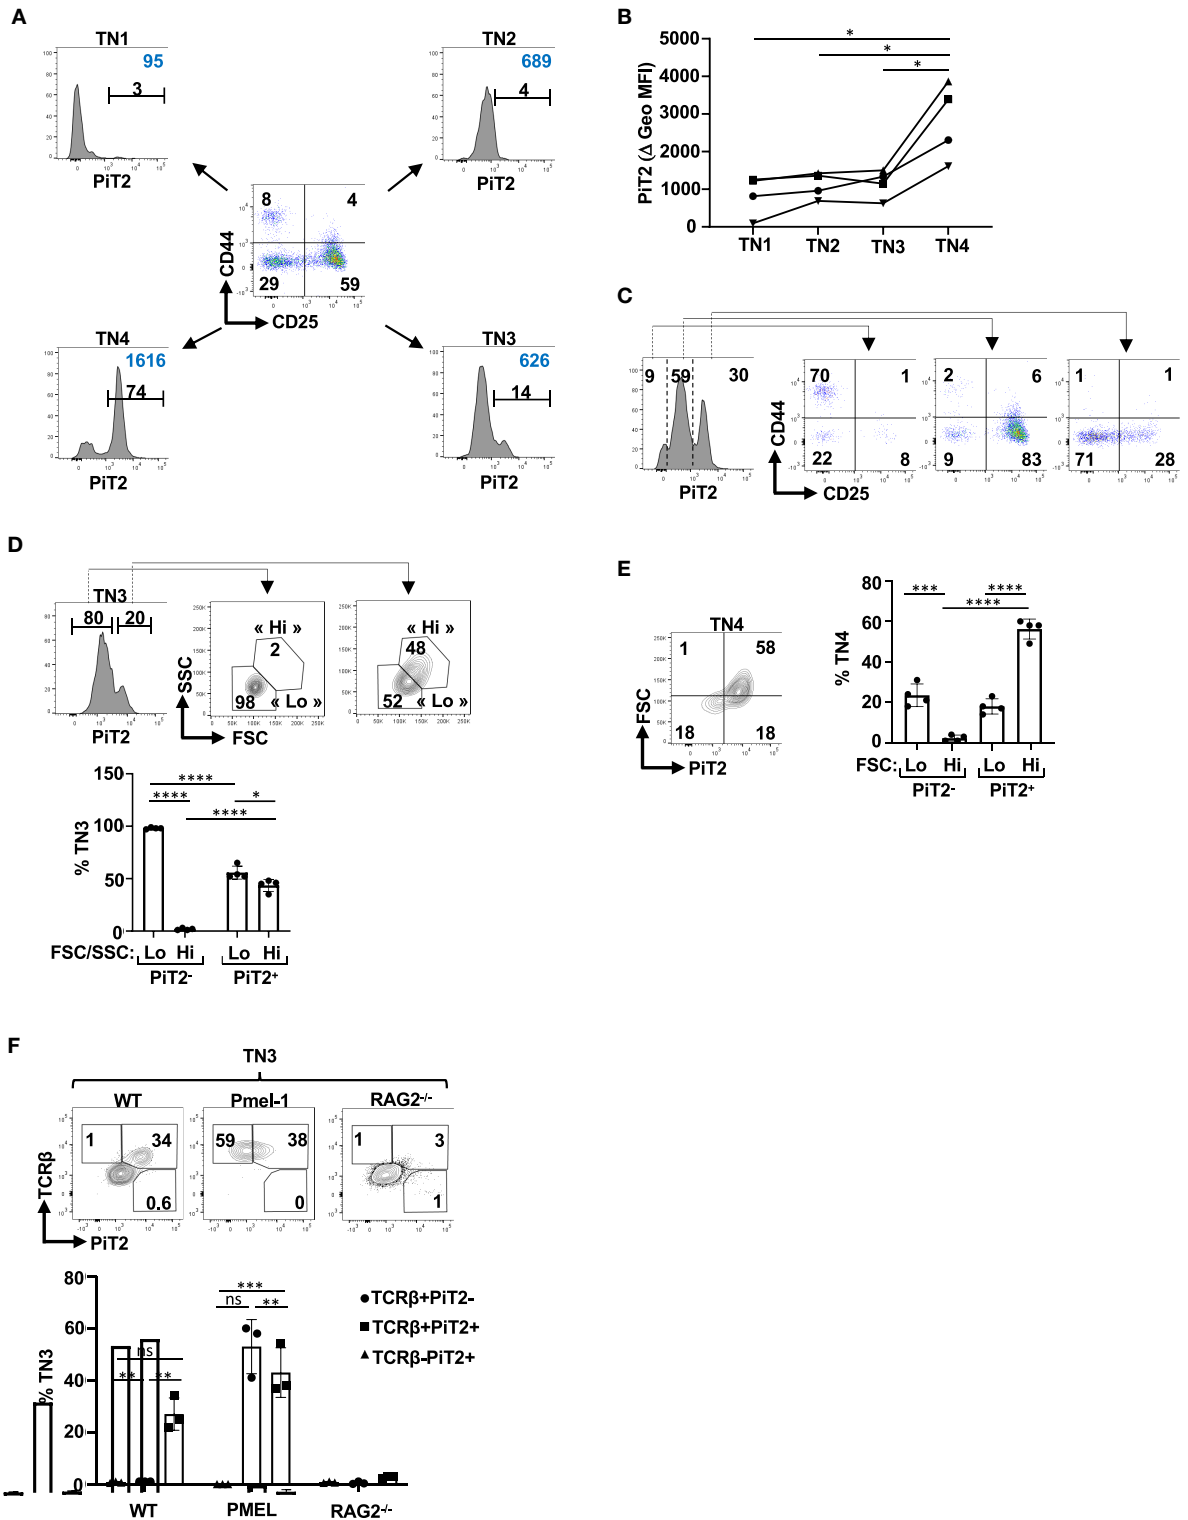 A
TN1
95
3
PiT2
TN2
689
4
PiT2
8
4
29
59
CD44
CD25
TN4
1616
74
PiT2
TN3
626
14
PiT2
B
PiT2 (Δ Geo MFI)
5000
4000
3000
2000
1000
0
TN1 TN2 TN3 TN4
*
*
*
C
9 59 30
PiT2
CD44
CD25
70 1
22 8
2 6
9 83
1 1
71 28
D
TN3
80 20
PiT2
SSC
FSC
« Hi »
2
98
« Lo »
« Hi »
48
52
« Lo »
% TN3
150
100
50
0
****
****
*
****
FSC/SSC: Lo Hi Lo Hi
PiT2-
PiT2+
E
TN4
1 58
18 18
FSC
PiT2
% TN4
80
60
40
20
0
*** ****
****
FSC: Lo Hi Lo Hi
PiT2-
PiT2+
F
TN3
WT Pmel-1 RAG2-/-
1 34
0.6
59 38
0
1 3
1
TCRβ
PiT2
% TN3
80
60
40
20
0
ns
** **
***
ns **
TCRβ+PiT2-
TCRβ+PiT2+
TCRβ-PiT2+
WT PMEL RAG2-/-